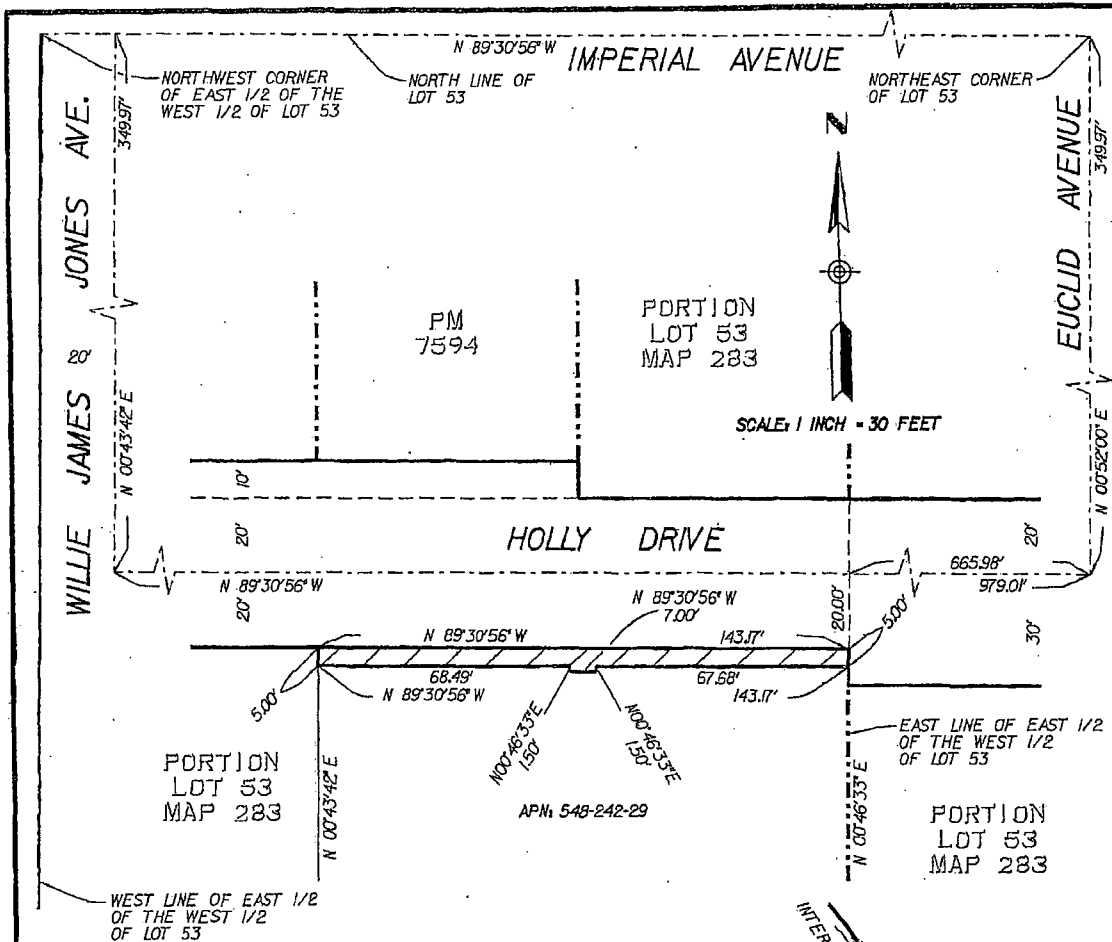 N 89°30'56" W
IMPERIAL AVENUE
NORTHWEST CORNER
OF EAST 1/2 OF THE
WEST 1/2 OF LOT 53
NORTH LINE OF
LOT 53
NORTHEAST CORNER
OF LOT 53
349.97'
349.97'
WILLIE JAMES JONES AVE.
20'
N 00°43'42" E
EUCLID AVENUE
N 00°52'00" E
N
PM
7594
PORTION
LOT 53
MAP 283
SCALE: 1 INCH = 30 FEET
10'
20'
20'
HOLLY DRIVE
20'
665.98'
979.01'
N 89°30'56" W
20'
N 89°30'56" W
7.00'
20.00'
5.00'
30'
N 89°30'56" W
143.17'
68.49'
67.68'
5.00'
N 89°30'56" W
143.17'
N00°46'33"E
1.50'
N00°46'33"E
1.50'
EAST LINE OF EAST 1/2
OF THE WEST 1/2
OF LOT 53
PORTION
LOT 53
MAP 283
N 00°43'42" E
APN: 548-242-29
N 00°46'33" E
PORTION
LOT 53
MAP 283
WEST LINE OF EAST 1/2
OF THE WEST 1/2
OF LOT 53
INTER